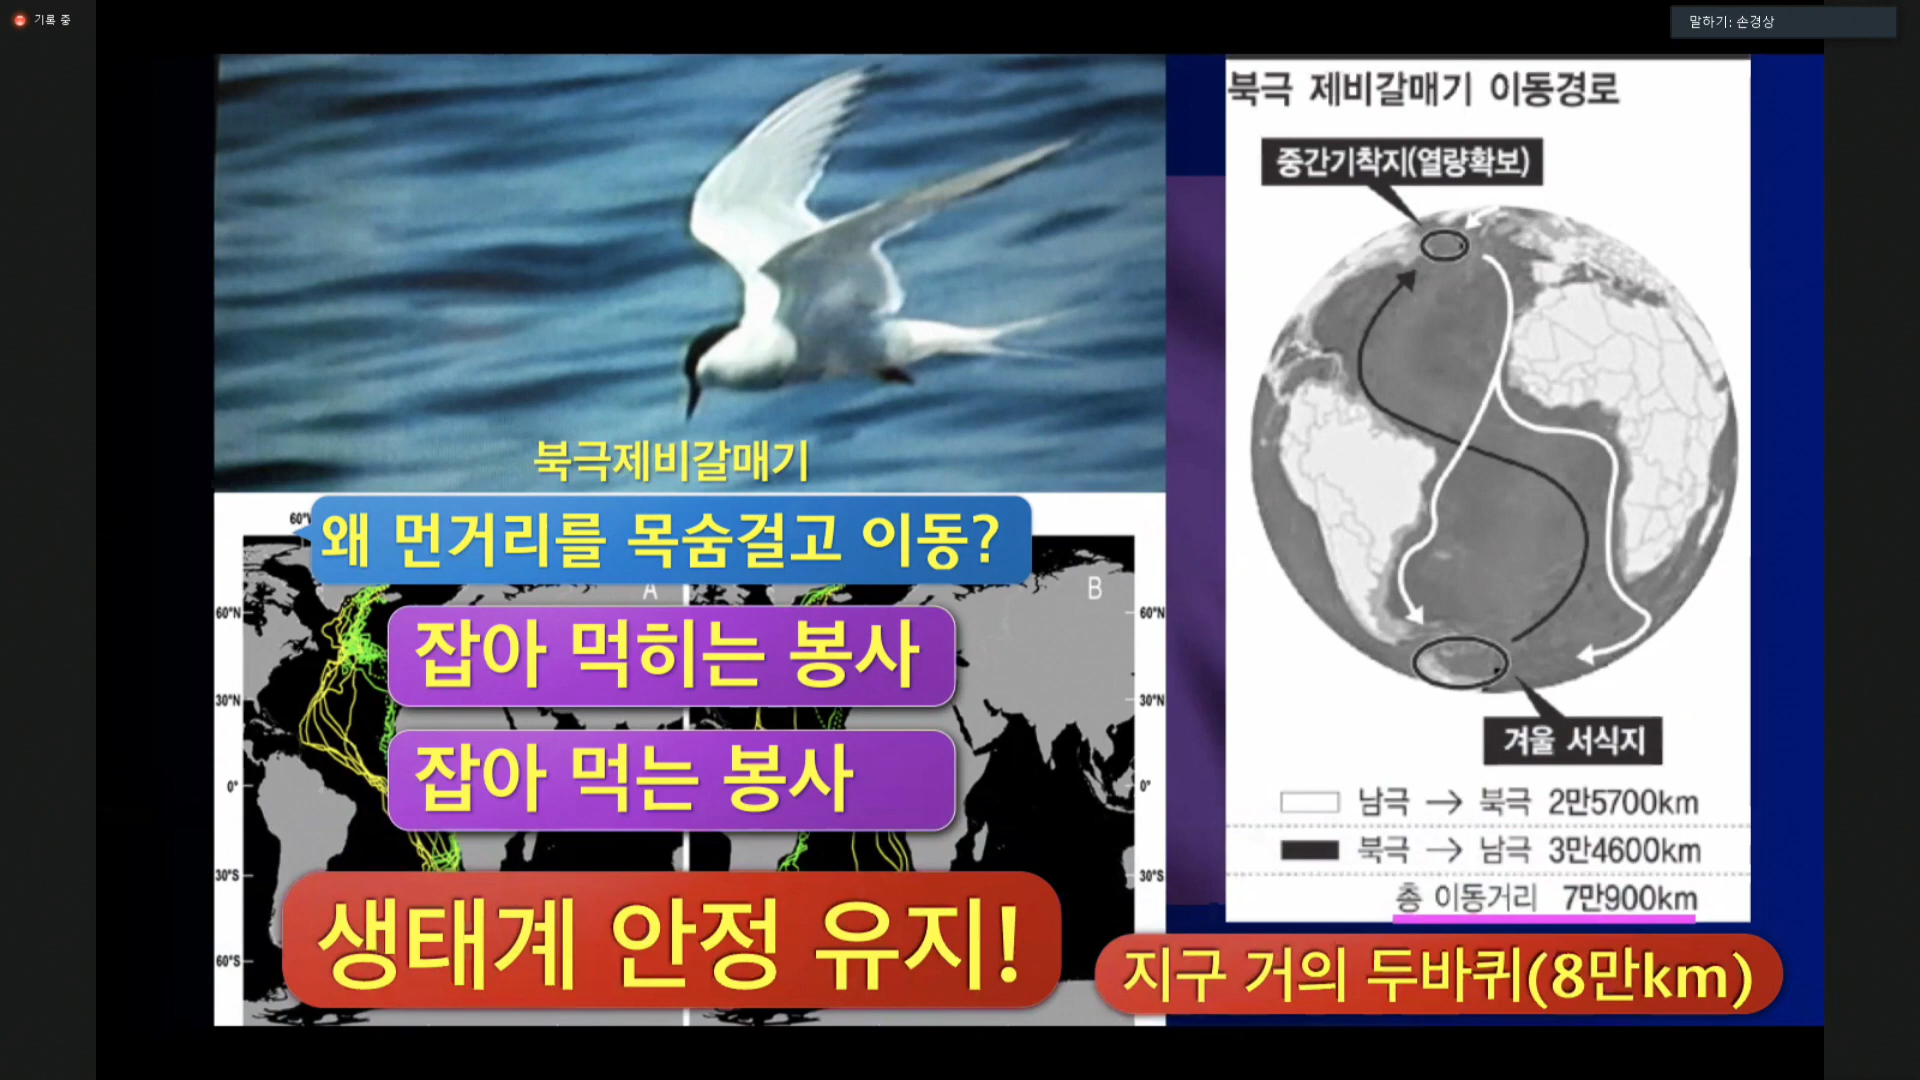 기록 중
말하기: 손경상
북극제비갈매기
왜 먼거리를 목숨걸고 이동?
잡아 먹히는 봉사
잡아 먹는 봉사
생태계 안정 유지!
A
B
60°N
30°N
0°
30°S
60°S
60°N
30°N
0°
30°S
북극 제비갈매기 이동경로
중간기착지(열량확보)
겨울 서식지
남극 → 북극 2만5700km
북극 → 남극 3만4600km
총 이동거리 7만900km
지구 거의 두바퀴(8만km)